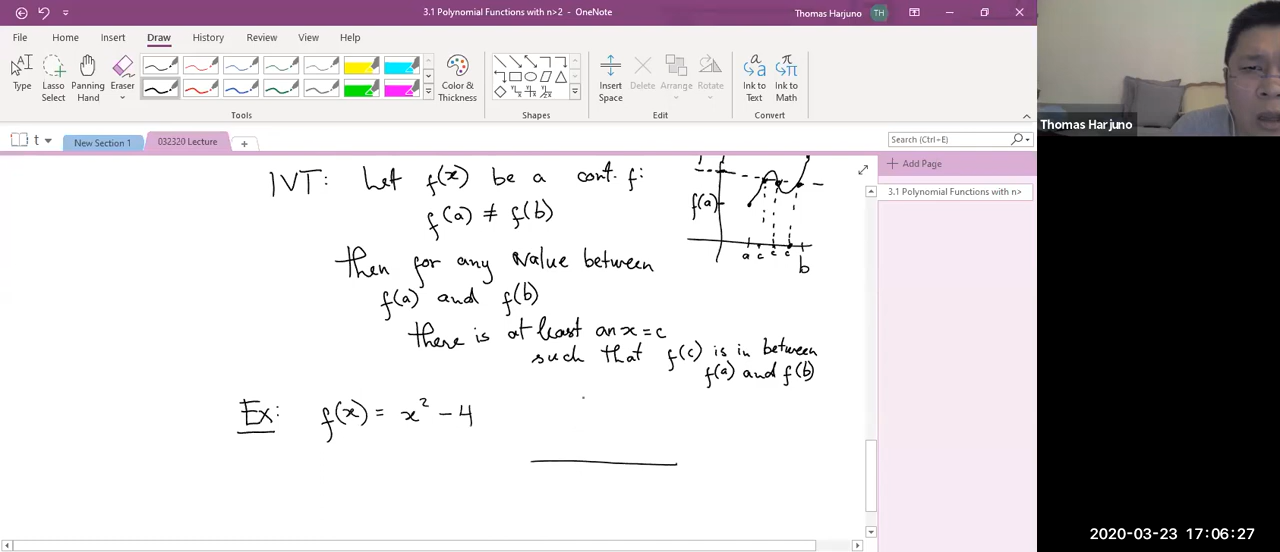 3.1 Polynomial Functions with n>2 - OneNote
Thomas Harjuno TH
File Home Insert Draw History Review View Help
Type
Lasso Select
Panning Hand
Eraser
Color & Thickness
Insert Space
Delete
Arrange
Rotate
Ink to Text
Ink to Math
Tools
Shapes
Edit
Convert
Thomas Harjuno
t
New Section 1
032320 Lecture
Search (Ctrl+E)
Add Page
3.1 Polynomial Functions with n>
IVT: Let f(x) be a cont. f:
f(a) ≠ f(b)
then for any value between
f(a) and f(b)
there is at least an x = c
such that f(c) is in between
f(a) and f(b)
f(a)
a c c c b
Ex: f(x) = x² - 4
2020-03-23 17:06:27